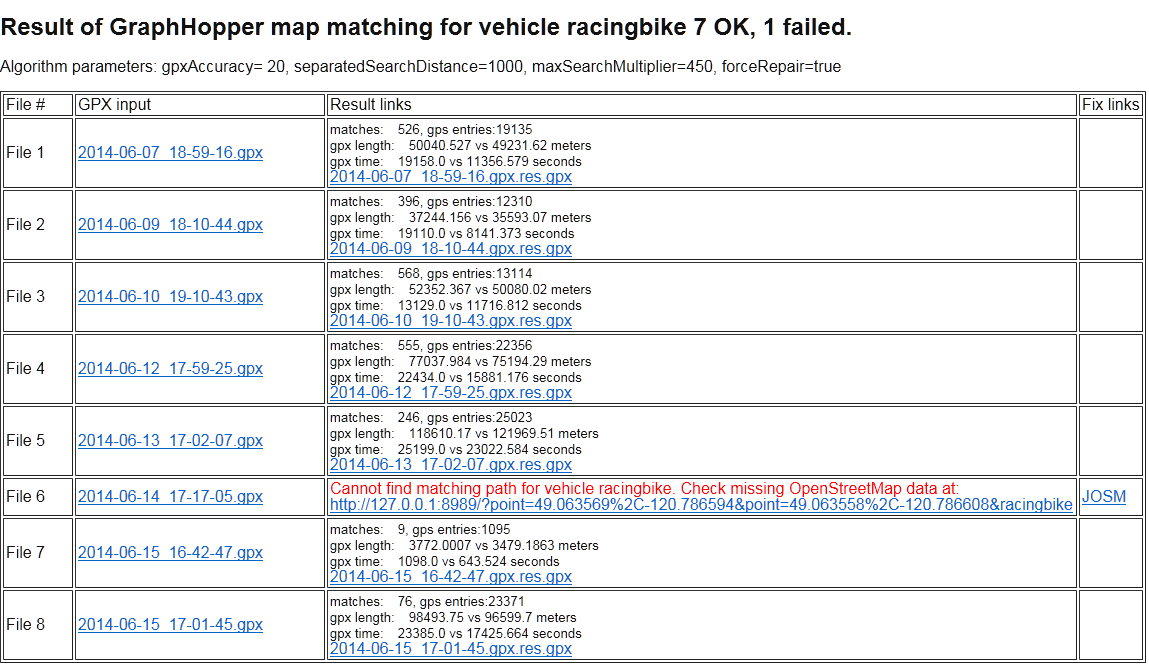 Result of GraphHopper map matching for vehicle racingbike 7 OK, 1 failed.
Algorithm parameters: gpxAccuracy= 20, separatedSearchDistance=1000, maxSearchMultiplier=450, forceRepair=true
File # GPX input Result links Fix links
File 1 2014-06-07_18-59-16.gpx
matches: 526, gps entries:19135
gpx length: 50040.527 vs 49231.62 meters
gpx time: 19158.0 vs 11356.579 seconds
2014-06-07_18-59-16.gpx.res.gpx
File 2 2014-06-09_18-10-44.gpx
matches: 396, gps entries:12310
gpx length: 37244.156 vs 35593.07 meters
gpx time: 19110.0 vs 8141.373 seconds
2014-06-09_18-10-44.gpx.res.gpx
File 3 2014-06-10_19-10-43.gpx
matches: 568, gps entries:13114
gpx length: 52352.367 vs 50080.02 meters
gpx time: 13129.0 vs 11716.812 seconds
2014-06-10_19-10-43.gpx.res.gpx
File 4 2014-06-12_17-59-25.gpx
matches: 555, gps entries:22356
gpx length: 77037.984 vs 75194.29 meters
gpx time: 22434.0 vs 15881.176 seconds
2014-06-12_17-59-25.gpx.res.gpx
File 5 2014-06-13_17-02-07.gpx
matches: 246, gps entries:25023
gpx length: 118610.17 vs 121969.51 meters
gpx time: 25199.0 vs 23022.584 seconds
2014-06-13_17-02-07.gpx.res.gpx
File 6 2014-06-14_17-17-05.gpx
Cannot find matching path for vehicle racingbike. Check missing OpenStreetMap data at:
http://127.0.0.1:8989/?point=49.063569%2C-120.786594&point=49.063558%2C-120.786608&racingbike
JOSM
File 7 2014-06-15_16-42-47.gpx
matches: 9, gps entries:1095
gpx length: 3772.0007 vs 3479.1863 meters
gpx time: 1098.0 vs 643.524 seconds
2014-06-15_16-42-47.gpx.res.gpx
File 8 2014-06-15_17-01-45.gpx
matches: 76, gps entries:23371
gpx length: 98493.75 vs 96599.7 meters
gpx time: 23385.0 vs 17425.664 seconds
2014-06-15_17-01-45.gpx.res.gpx